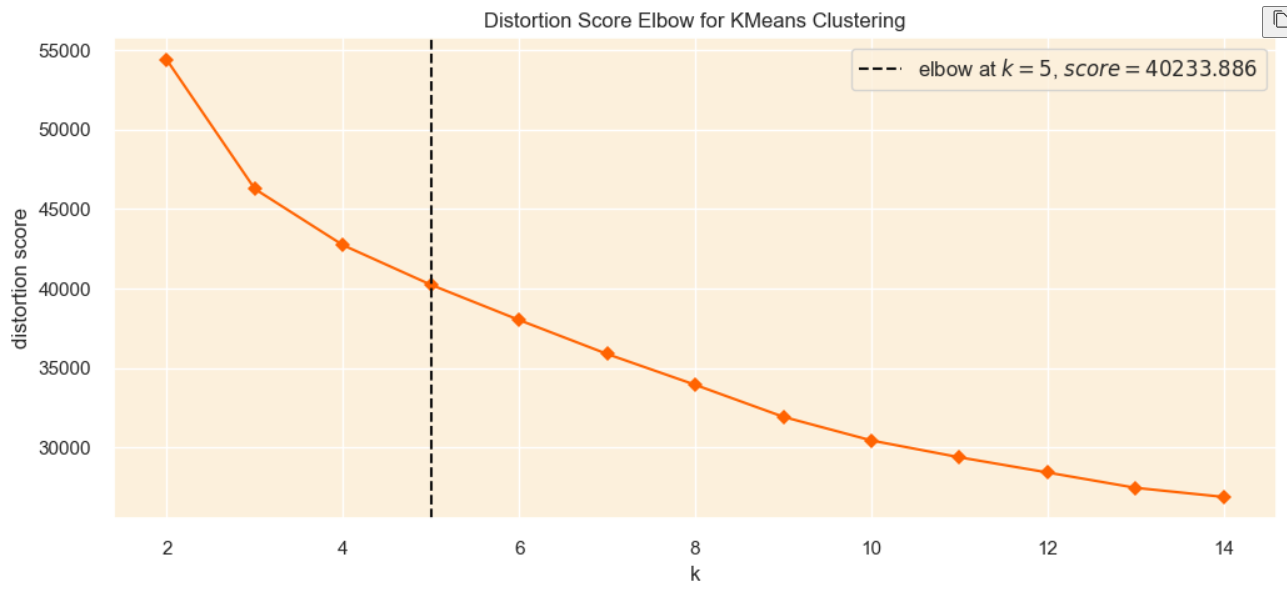 Distortion Score Elbow for KMeans Clustering
elbow at k = 5, score = 40233.886
55000
50000
45000
40000
35000
30000
distortion score
2 4 6 8 10 12 14
k